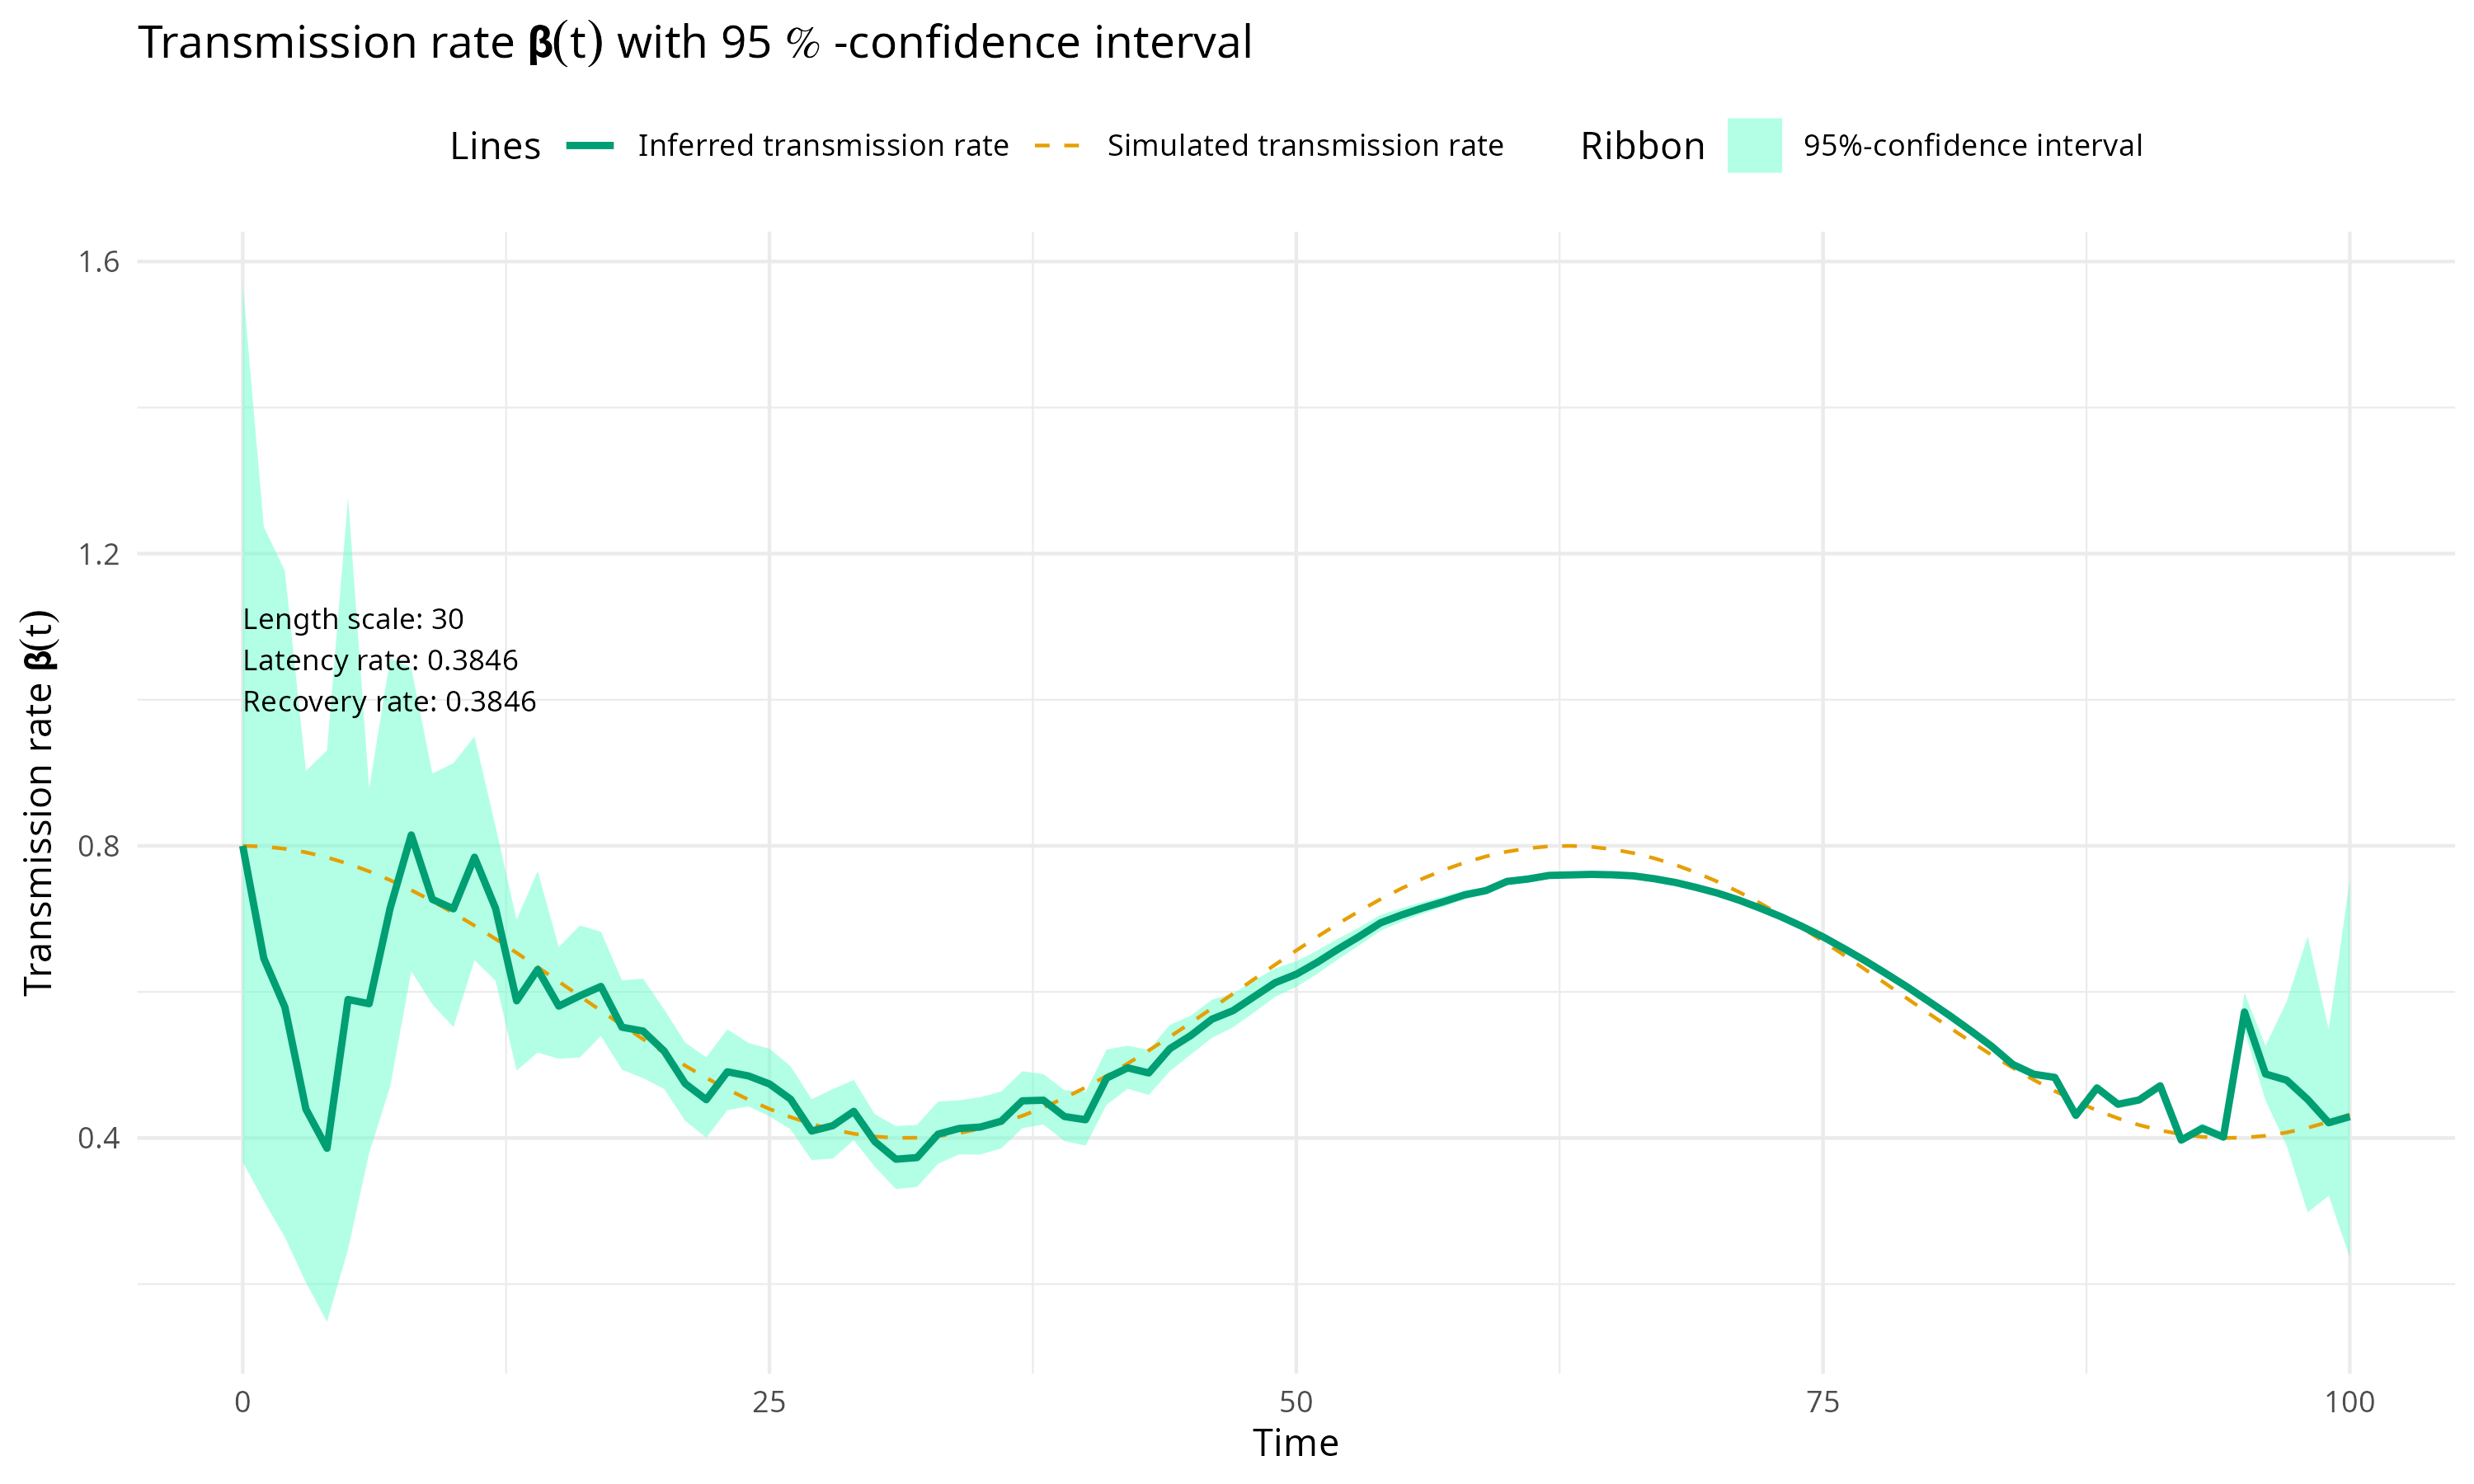 Transmission rate β(t) with 95 % -confidence interval
Lines Inferred transmission rate Simulated transmission rate Ribbon 95%-confidence interval
1.6
1.2
0.8
0.4
Transmission rate β(t)
Length scale: 30
Latency rate: 0.3846
Recovery rate: 0.3846
0 25 50 75 100
Time